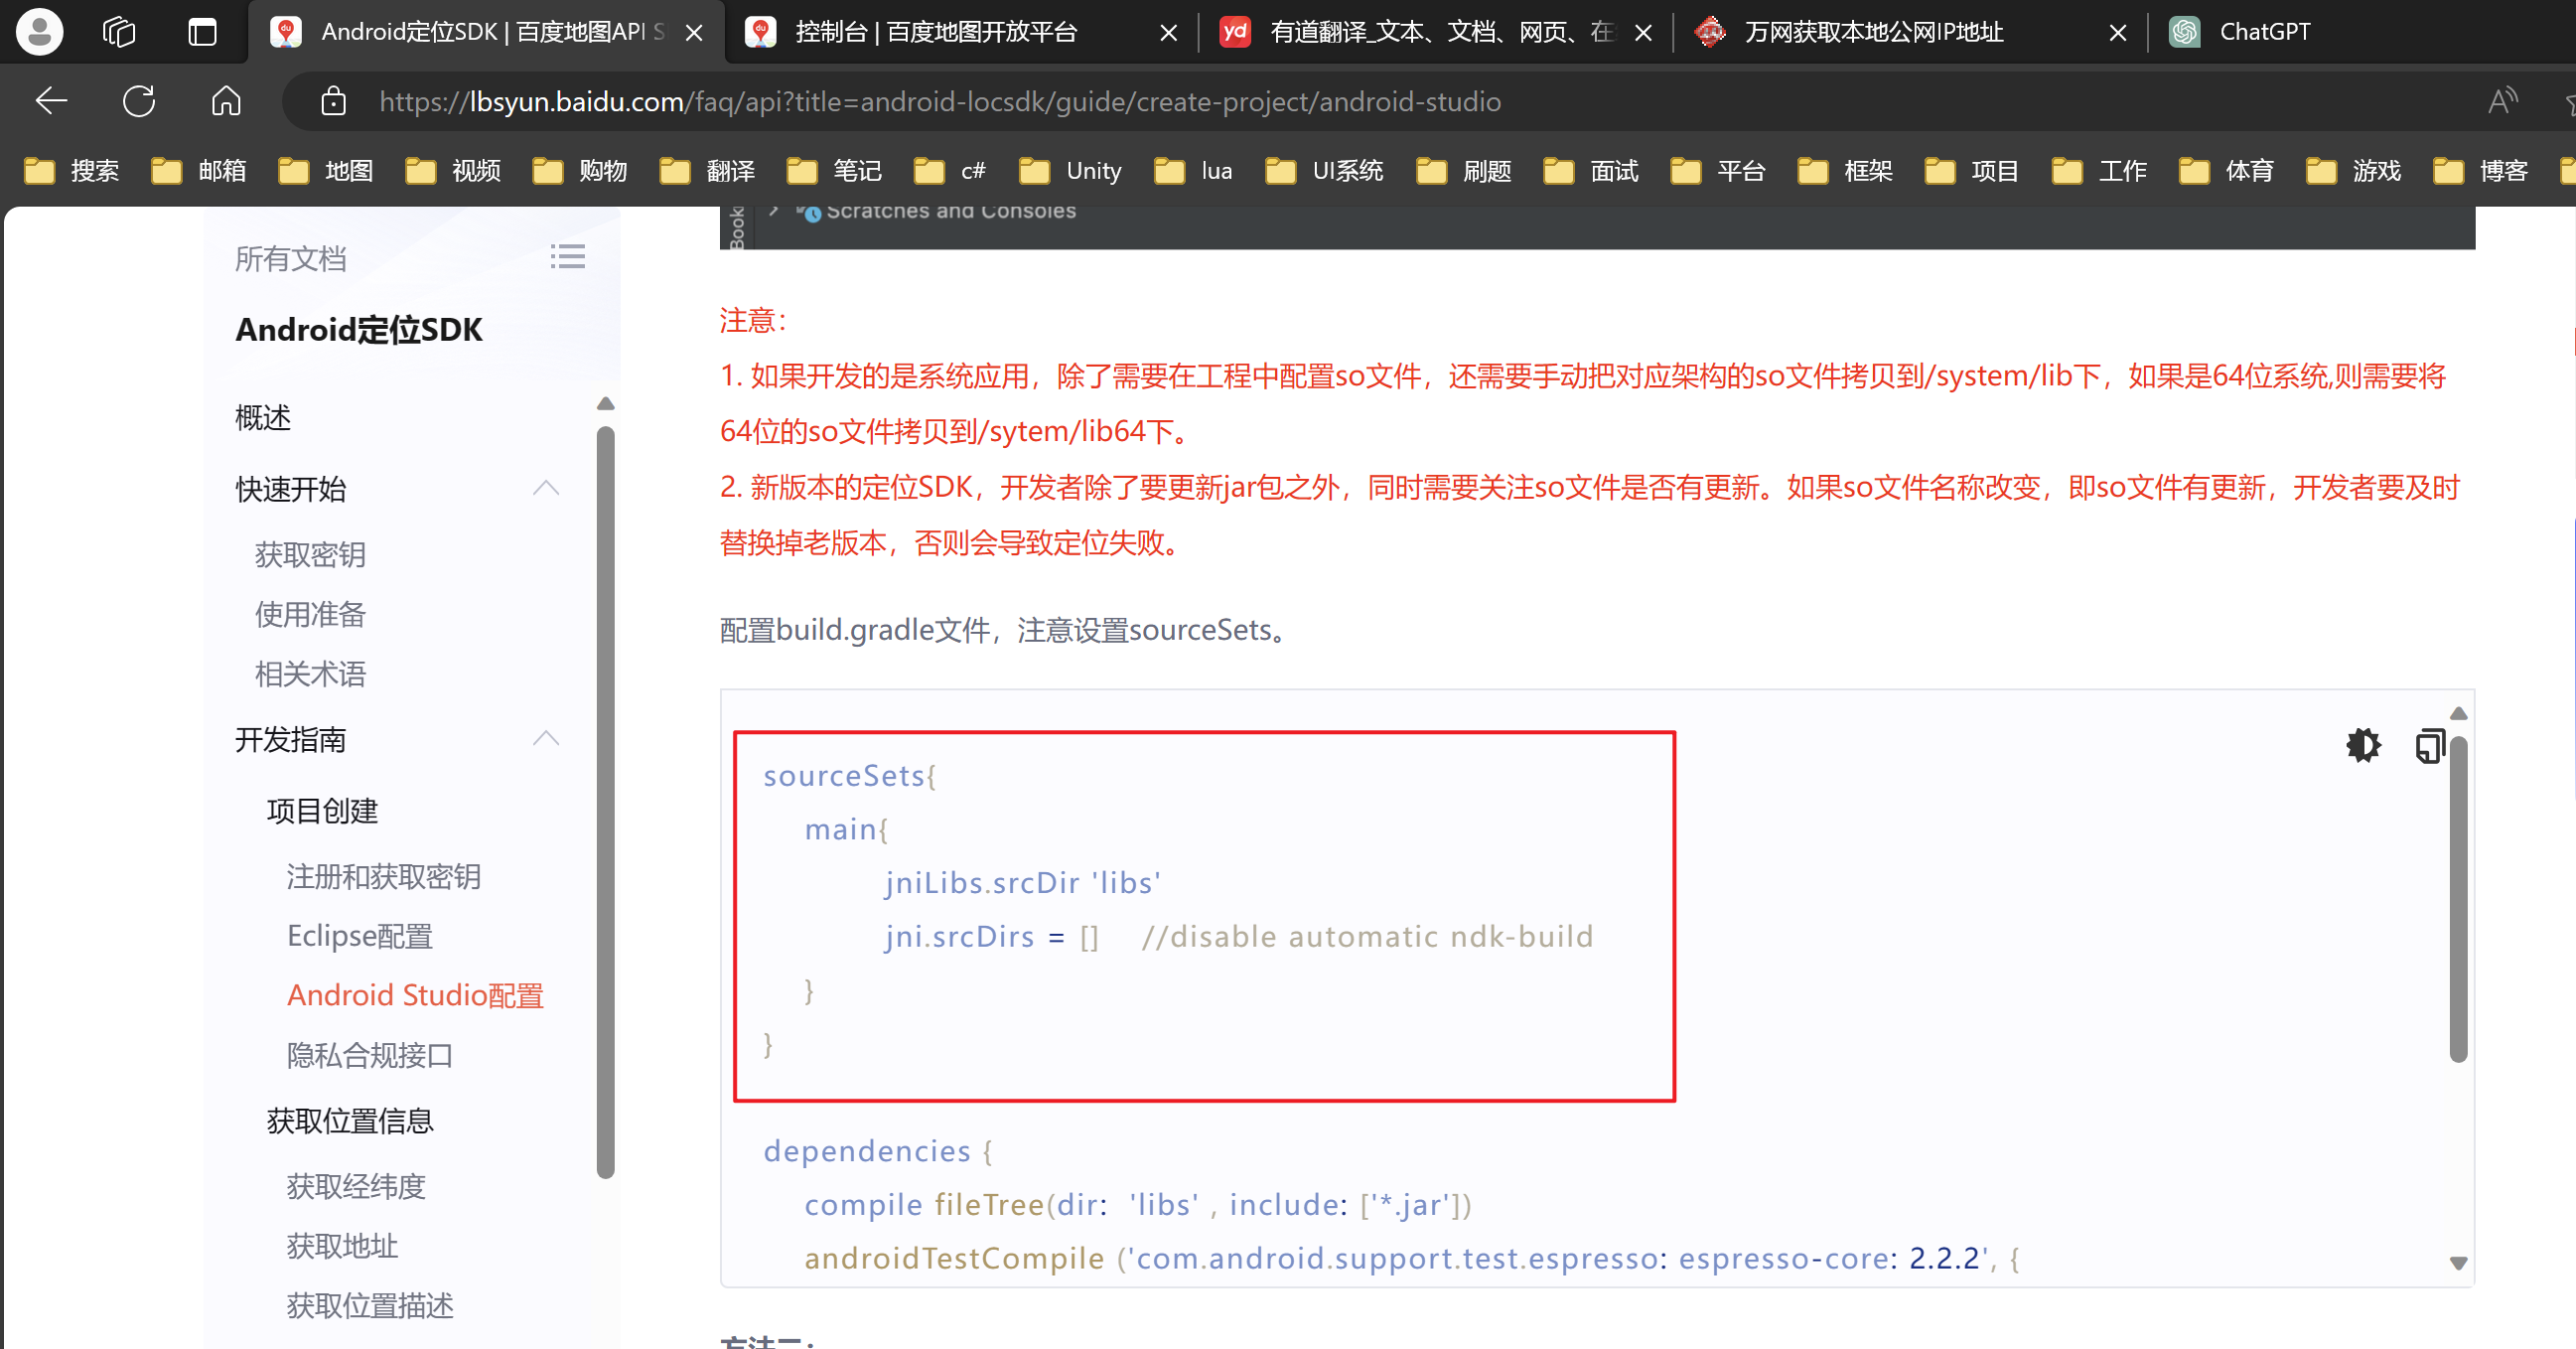 Android定位SDK | 百度地图API S
控制台 | 百度地图开放平台
有道翻译_文本、文档、网页、在
万网获取本地公网IP地址
ChatGPT
https://lbsyun.baidu.com/faq/api?title=android-locsdk/guide/create-project/android-studio
搜索 邮箱 地图 视频 购物 翻译 笔记 c# Unity lua UI系统 刷题 面试 平台 框架 项目 工作 体育 游戏 博客
所有文档
Android定位SDK
概述
快速开始
获取密钥
使用准备
相关术语
开发指南
项目创建
注册和获取密钥
Eclipse配置
Android Studio配置
隐私合规接口
获取位置信息
获取经纬度
获取地址
获取位置描述
Book
Scratches and Consoles
注意：
1. 如果开发的是系统应用，除了需要在工程中配置so文件，还需要手动把对应架构的so文件拷贝到/system/lib下，如果是64位系统,则需要将
64位的so文件拷贝到/sytem/lib64下。
2. 新版本的定位SDK，开发者除了要更新jar包之外，同时需要关注so文件是否有更新。如果so文件名称改变，即so文件有更新，开发者要及时
替换掉老版本，否则会导致定位失败。
配置build.gradle文件，注意设置sourceSets。
sourceSets{
main{
jniLibs.srcDir 'libs'
jni.srcDirs = [] //disable automatic ndk-build
}
}
dependencies {
compile fileTree(dir: 'libs' , include: ['*.jar'])
androidTestCompile ('com.android.support.test.espresso: espresso-core: 2.2.2', {
方法二：